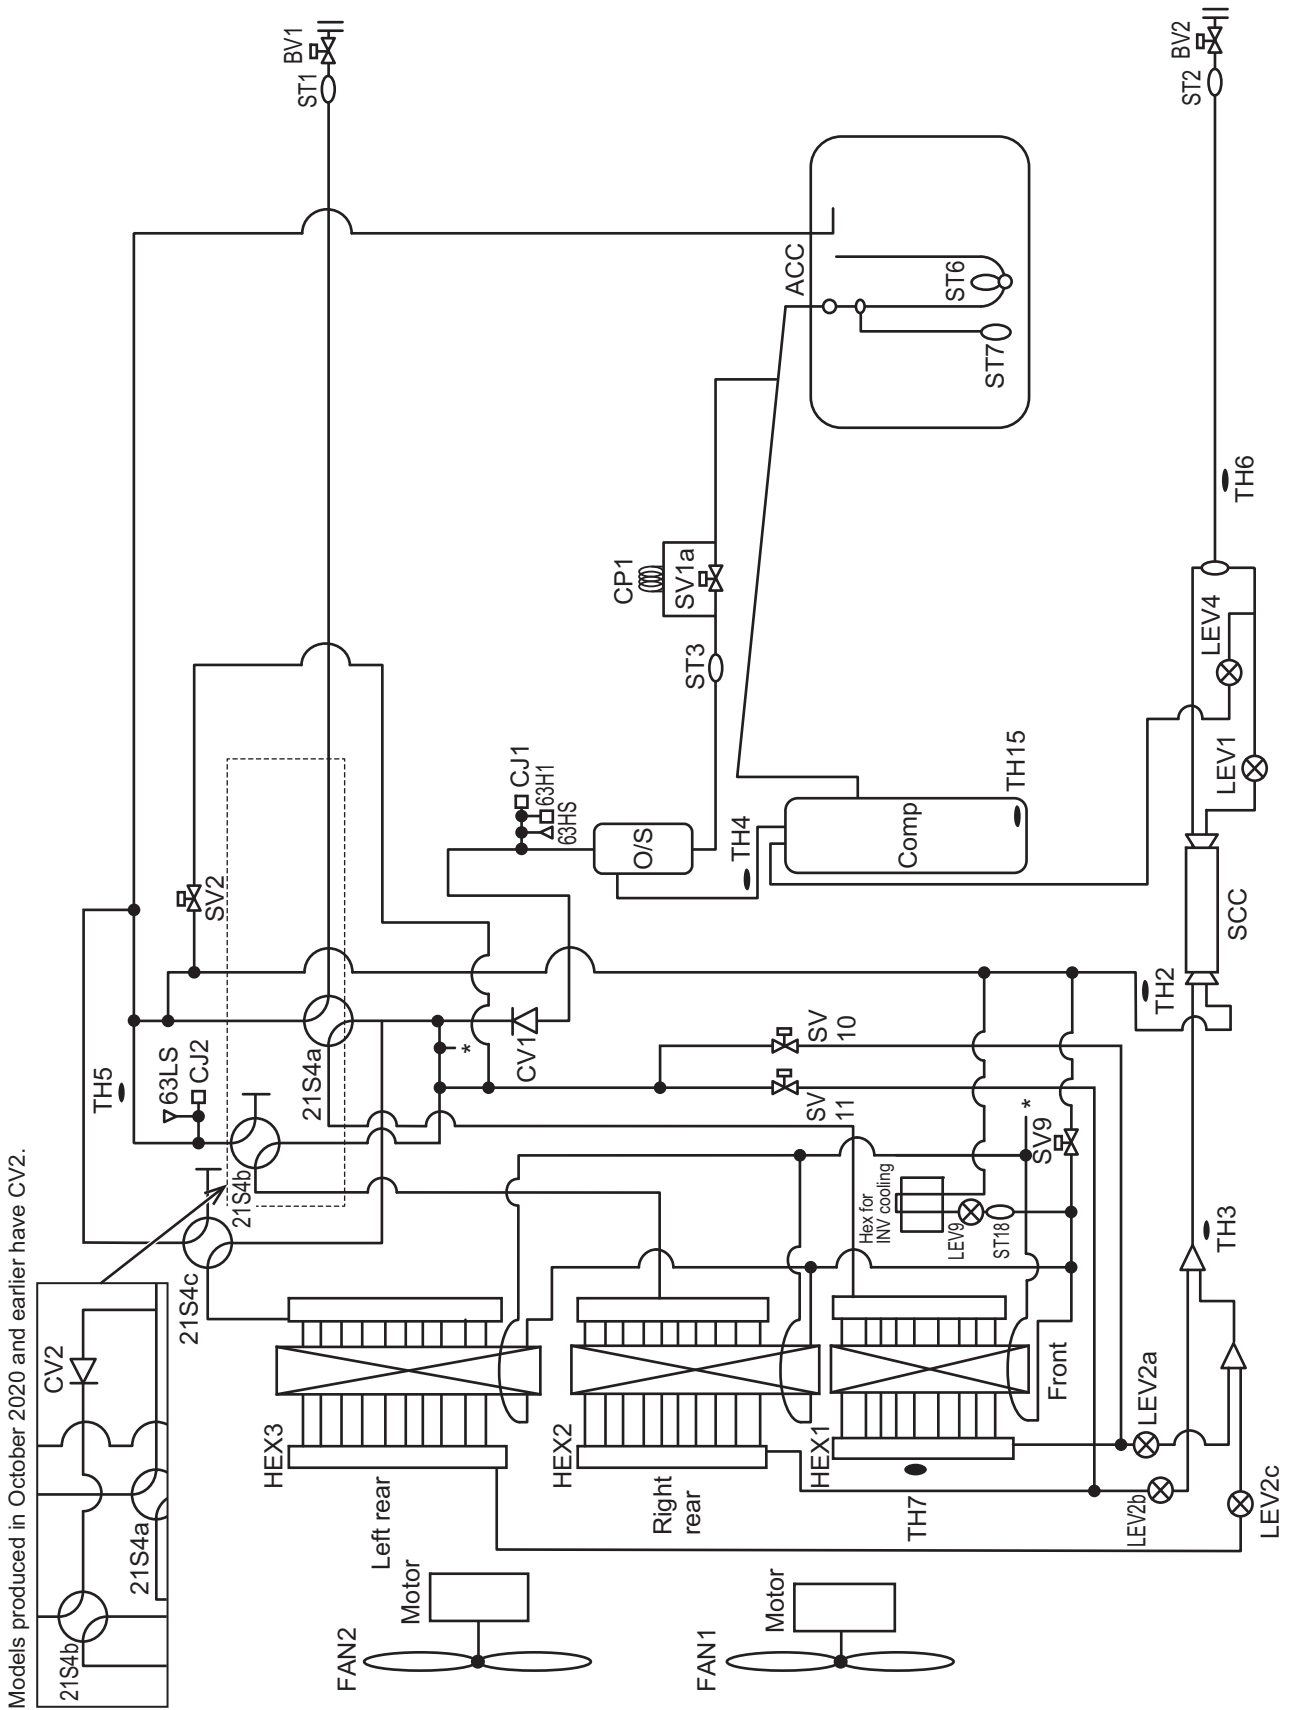 Models produced in October 2020 and earlier have CV2.
CV2
21S4a
21S4b
BV1
ST1
BV2
ST2
ACC
ST6
ST7
TH6
CP1
SV1a
ST3
LEV4
LEV1
CJ1
63H1
63HS
O/S
TH4
Comp
TH15
SCC
TH2
SV2
TH5
63LS
CJ2
21S4a
*
CV1
SV
10
SV
11
21S4b
21S4c
*
SV9
Hex for
INV cooling
LEV9
ST18
TH3
HEX3
Left rear
HEX2
Right
rear
HEX1
TH7
Front
LEV2a
LEV2b
LEV2c
FAN2
Motor
FAN1
Motor